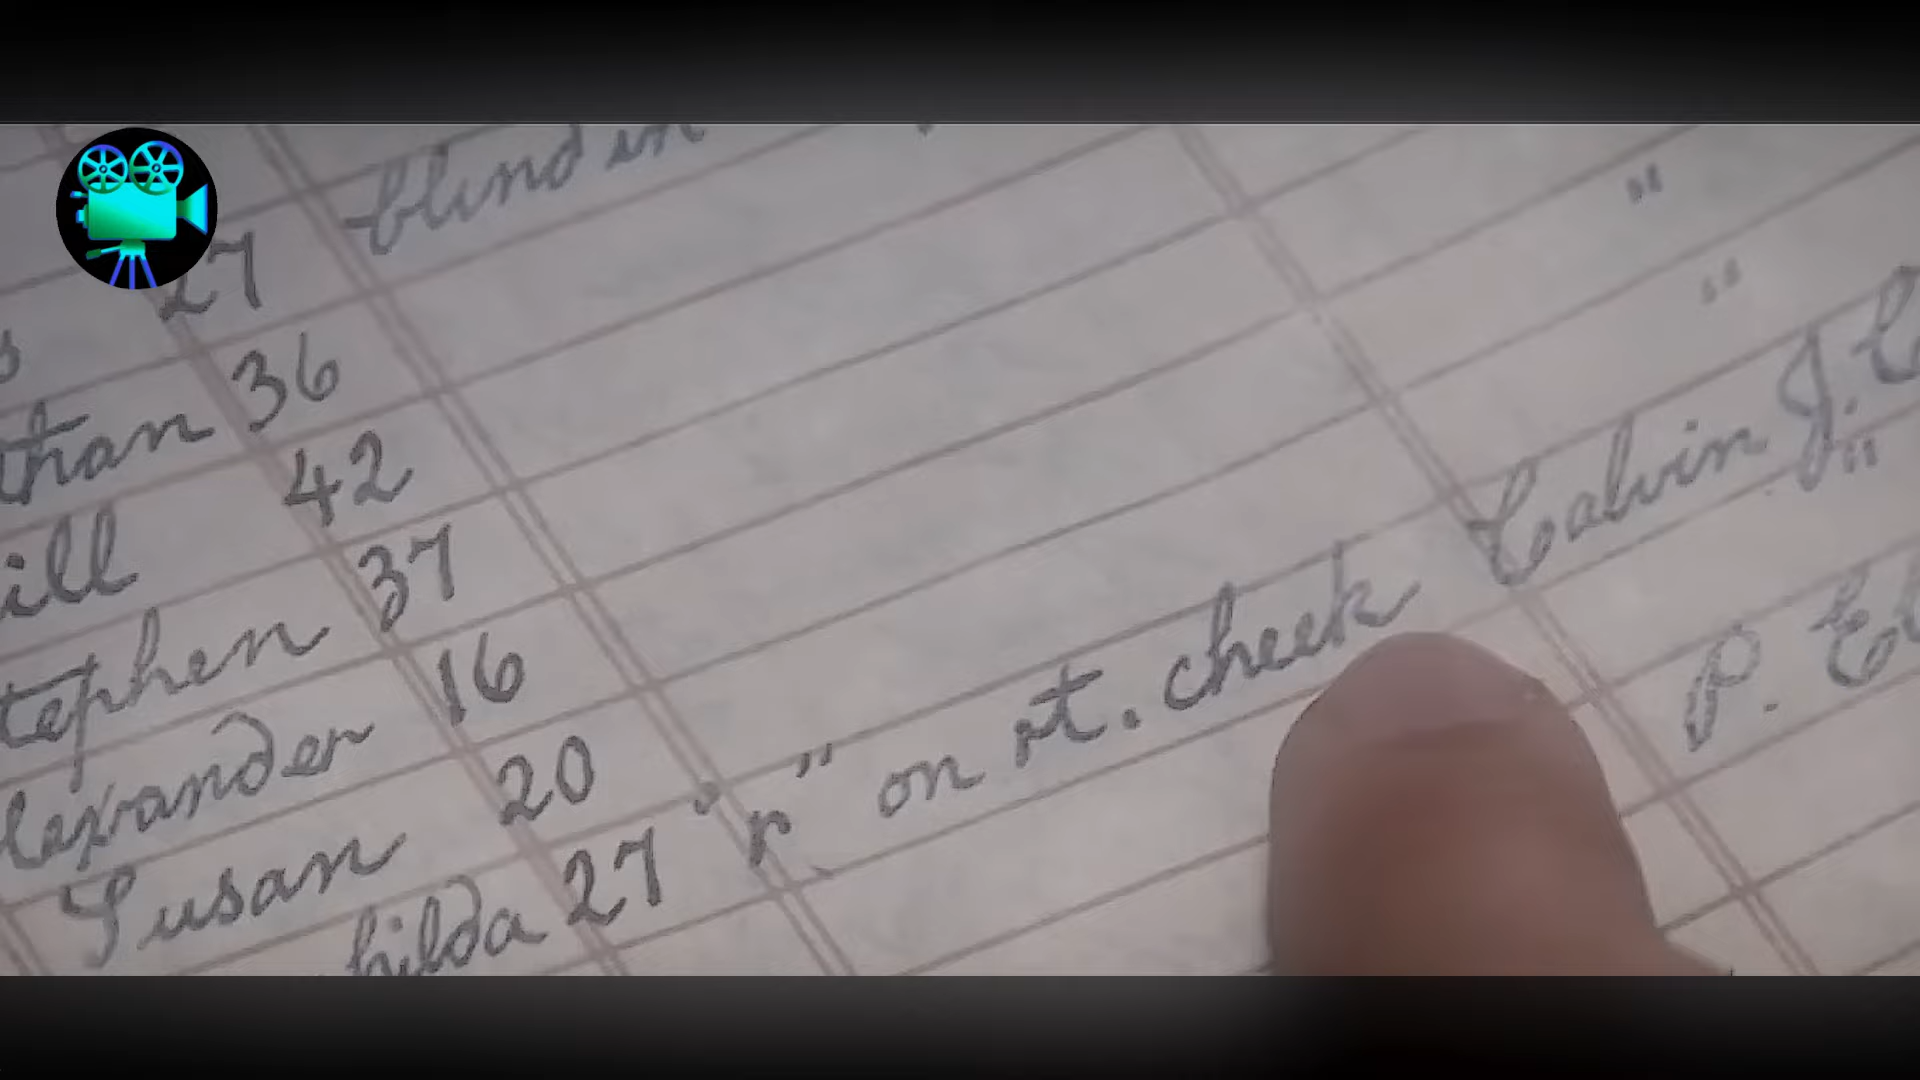 blind in
27
than 36
ill 42
tephen 37 "
lexander 16 "
Susan 20 Calvin J. C
hilda 27 "r" on rt. cheek "
P. El